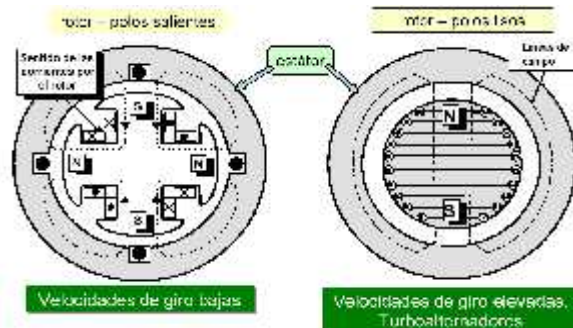 rotor – polos salientes
rotor – polos lisos
Sentido de las
corrientes por
el rotor
estátor
Líneas de
campo
S
N
N
S
N
S
Velocidades de giro bajas
Velocidades de giro elevadas.
Turboalternadores